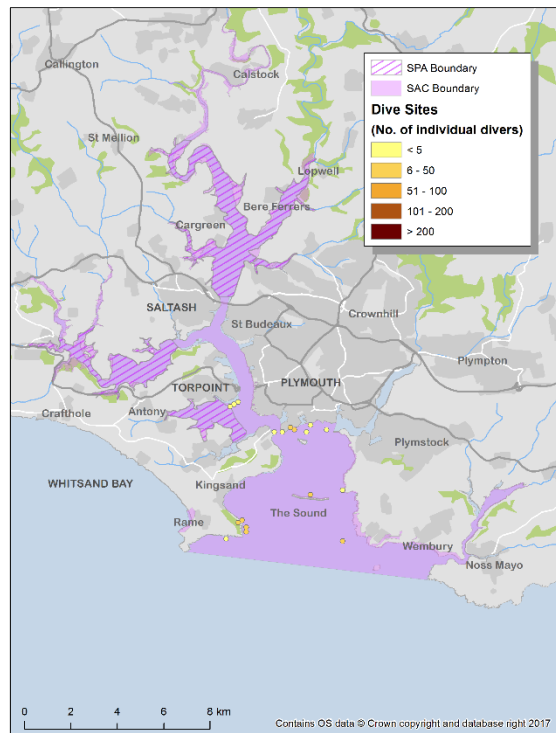 Callington
Calstock
St Mellion
Lopwell
Bere Ferrers
Cargreen
SPA Boundary
SAC Boundary
Dive Sites
(No. of individual divers)
< 5
6 - 50
51 - 100
101 - 200
> 200
SALTASH
St Budeaux
Crownhill
Plympton
TORPOINT
PLYMOUTH
Crafthole
Antony
Plymstock
WHITSAND BAY
Kingsand
The Sound
Rame
Wembury
Noss Mayo
0 2 4 6 8 km
Contains OS data © Crown copyright and database right 2017